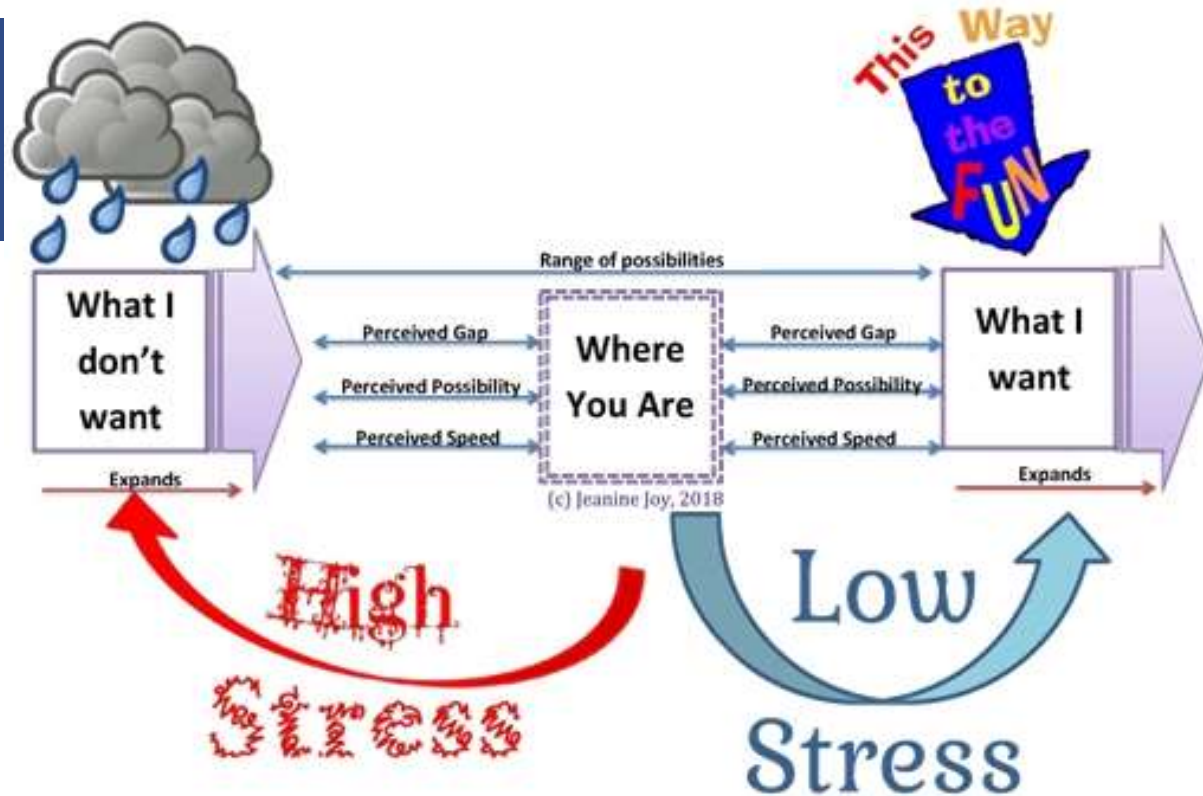 This Way
to
the
FUN
Range of possibilities
What I
don't
want
Perceived Gap
Perceived Possibility
Perceived Speed
Where
You Are
Perceived Gap
Perceived Possibility
Perceived Speed
What I
want
Expands
Expands
(c) Jeanine Joy, 2018
High
Stress
Low
Stress